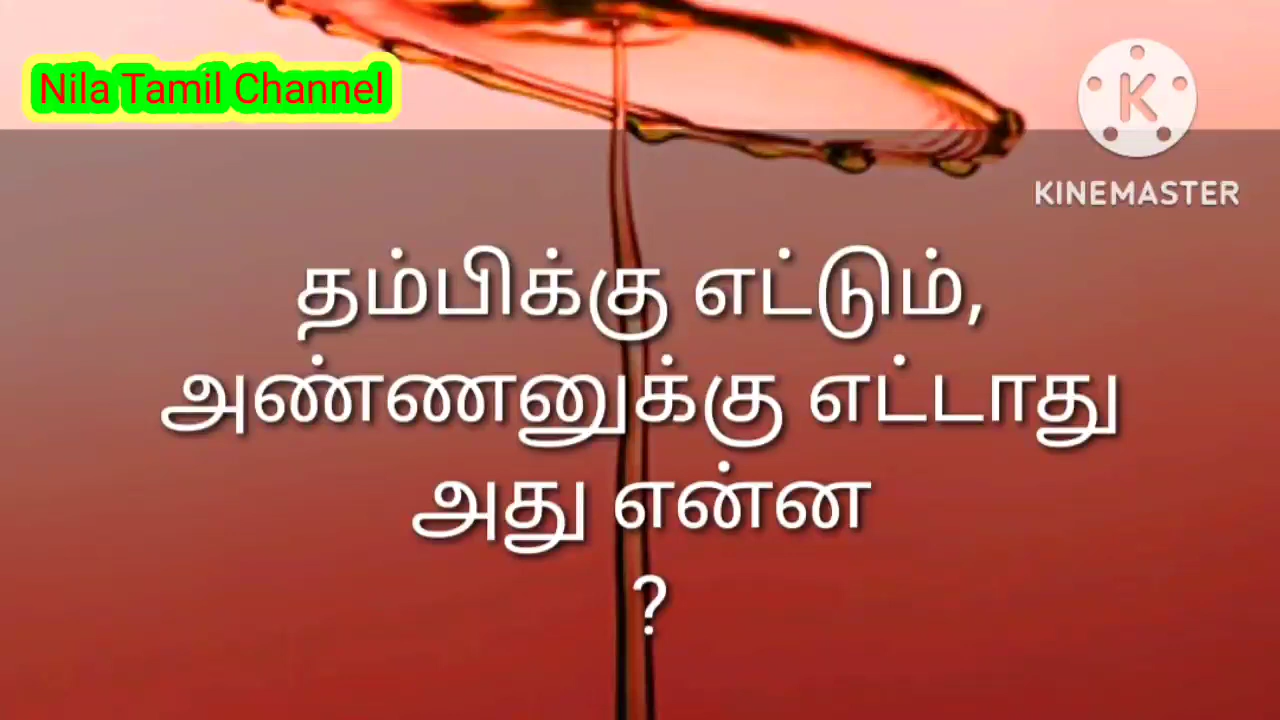 Nila Tamil Channel
K
KINEMASTER
தம்பிக்கு எட்டும்,
அண்ணனுக்கு எட்டாது
அது என்ன
?